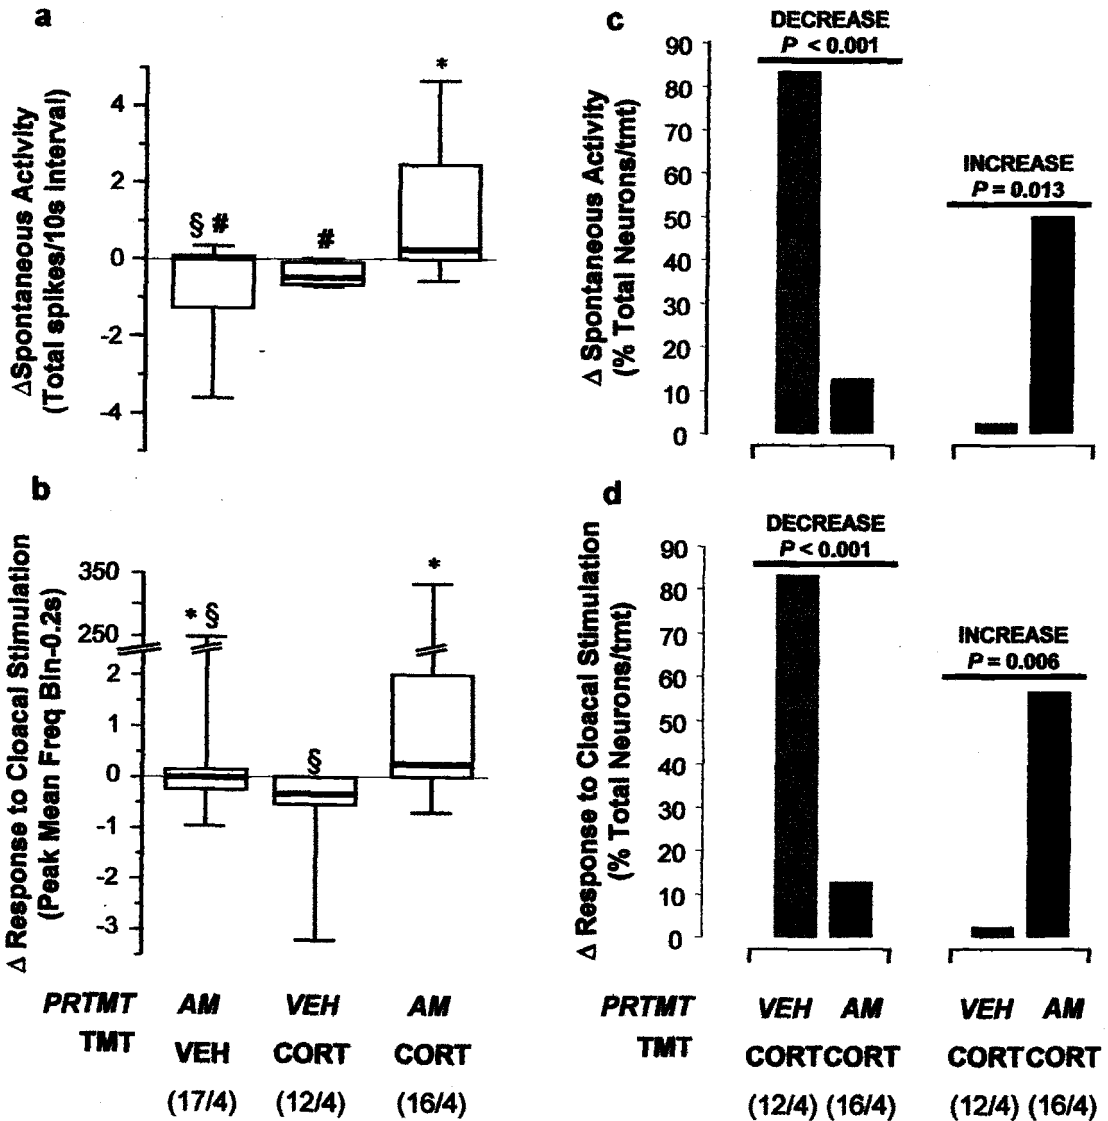 a
ΔSpontaneous Activity
(Total spikes/10s interval)
4
2
0
-2
-4
§ #
#
*
b
Δ Response to Cloacal Stimulation
(Peak Mean Freq Bin-0.2s)
350
250
2
1
0
-1
-2
-3
* §
§
*
PRTMT AM VEH AM
TMT VEH CORT CORT
(17/4) (12/4) (16/4)
c
Δ Spontaneous Activity
(% Total Neurons/tmt)
90
80
70
60
50
40
30
20
10
0
DECREASE
P < 0.001
INCREASE
P = 0.013
d
Δ Response to Cloacal Stimulation
(% Total Neurons/tmt)
90
80
70
60
50
40
30
20
10
0
DECREASE
P < 0.001
INCREASE
P = 0.006
PRTMT VEH AM VEH AM
TMT CORT CORT CORT CORT
(12/4) (16/4) (12/4) (16/4)